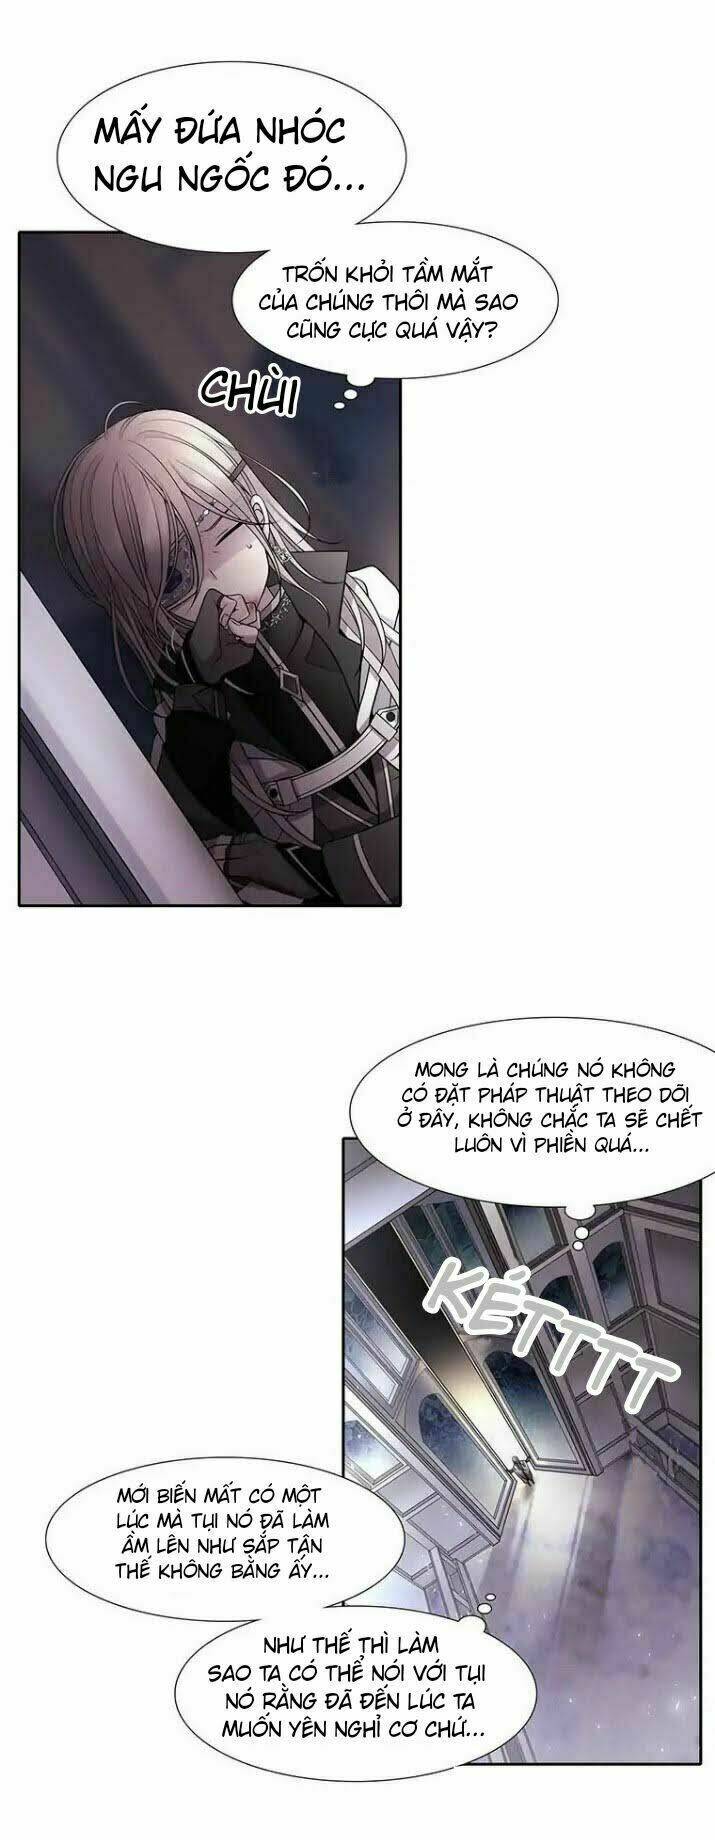 MẤY ĐỨA NHÓC
NGU NGỐC ĐÓ...
TRỐN KHỎI TẦM MẮT
CỦA CHÚNG THÔI MÀ SAO
CŨNG CỰC QUÁ VẬY?
CHÙI
MONG LÀ CHÚNG NÓ KHÔNG
CÓ ĐẶT PHÁP THUẬT THEO DÕI
Ở ĐÂY, KHÔNG CHẮC TA SẼ CHẾT
LUÔN VÌ PHIỀN QUÁ...
KÉTTTTT
MỚI BIẾN MẤT CÓ MỘT
LÚC MÀ TỤI NÓ ĐÃ LÀM
ẦM LÊN NHƯ SẮP TẬN
THẾ KHÔNG BẰNG ẤY...
NHƯ THẾ THÌ LÀM
SAO TA CÓ THỂ NÓI VỚI TỤI
NÓ RẰNG ĐÃ ĐẾN LÚC TA
MUỐN YÊN NGHỈ CƠ CHỨ...